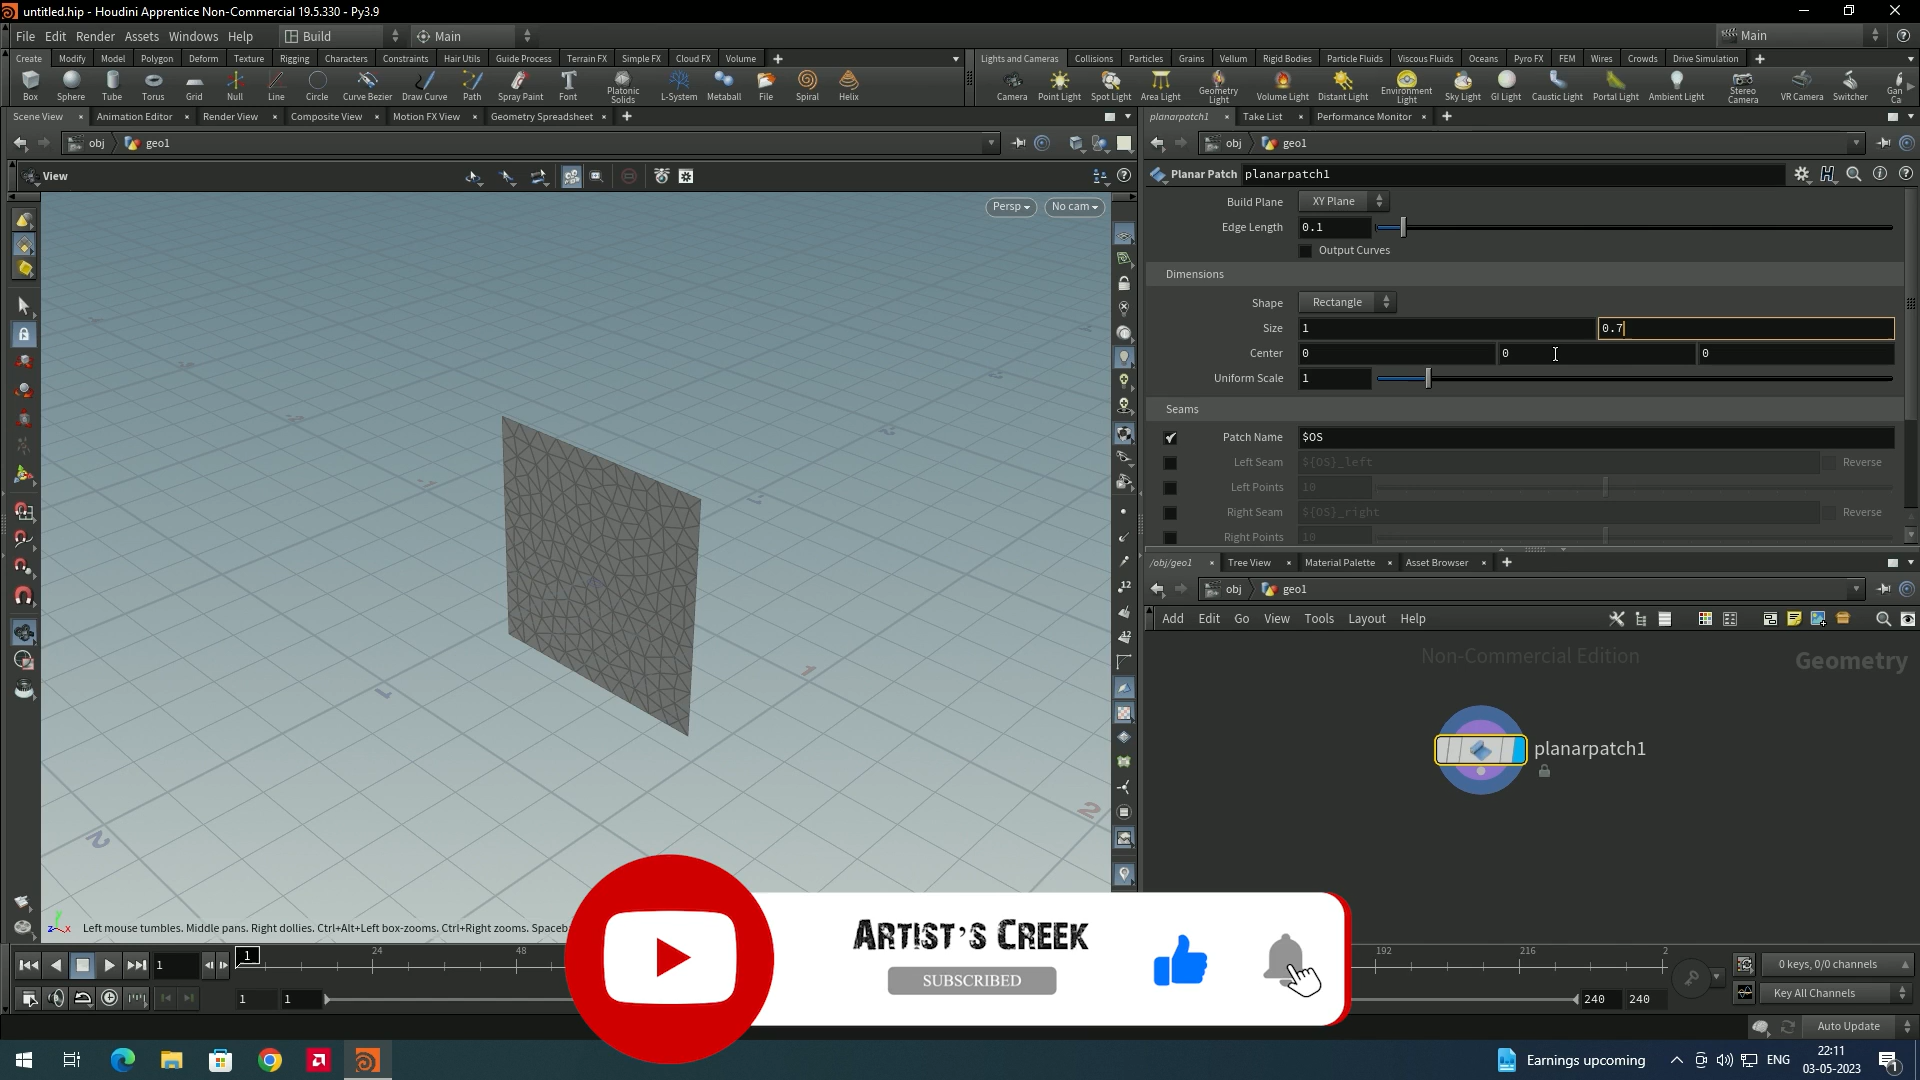 untitled.hip - Houdini Apprentice Non-Commercial 19.5.330 - Py3.9
File Edit Render Assets Windows Help Build Main Main
Create Modify Model Polygon Deform Texture Rigging Characters Constraints Hair Utils Guide Process Terrain FX Simple FX Cloud FX Volume
Lights and Cameras Collisions Particles Grains Vellum Rigid Bodies Particle Fluids Viscous Fluids Oceans Pyro FX FEM Wires Crowds Drive Simulation
Box Sphere Tube Torus Grid Null Line Circle Curve Bezier Draw Curve Path Spray Paint Font Platonic Solids L-System Metaball File Spiral Helix
Camera Point Light Spot Light Area Light Geometry Light Volume Light Distant Light Environment Light Sky Light GI Light Caustic Light Portal Light Ambient Light Stereo Camera VR Camera Switcher Gan Ca
Scene View Animation Editor Render View Composite View Motion FX View Geometry Spreadsheet
planarpatch1 Take List Performance Monitor
obj geo1
obj geo1
View
Planar Patch planarpatch1
Persp No cam
Build Plane XY Plane
Edge Length 0.1
Output Curves
Dimensions
Shape Rectangle
Size 1 0.7
Center 0 0 0
Uniform Scale 1
Seams
Patch Name $OS
Left Seam ${OS}_left Reverse
Left Points 10
Right Seam ${OS}_right Reverse
Right Points 10
/obj/geo1 Tree View Material Palette Asset Browser
obj geo1
Add Edit Go View Tools Layout Help
Non-Commercial Edition
Geometry
planarpatch1
12
12
1
1
2
2
Left mouse tumbles. Middle pans. Right dollies. Ctrl+Alt+Left box-zooms. Ctrl+Right zooms. Spaceb
ARTIST'S CREEK
SUBSCRIBED
1 1 24 48 192 216 2
0 keys, 0/0 channels
1 1 240 240
Key All Channels
Auto Update
Earnings upcoming ENG
22:11
03-05-2023
1